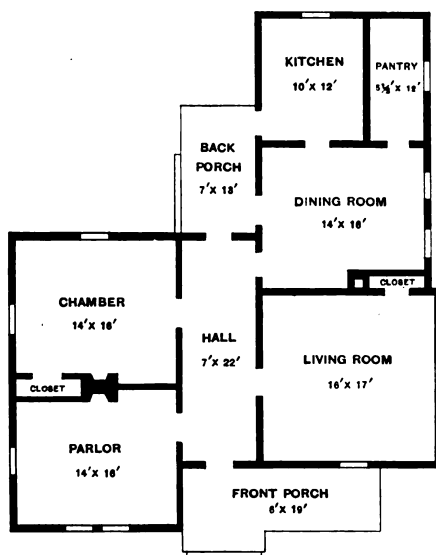 KITCHEN
10'X 12'
PANTRY
5½'X 12'
BACK
PORCH
7'X 13'
DINING ROOM
14'X 16'
CLOSET
CHAMBER
14'X 16'
HALL
7'X 22'
LIVING ROOM
16'X 17'
CLOSET
PARLOR
14'X 16'
FRONT PORCH
6'X 19'